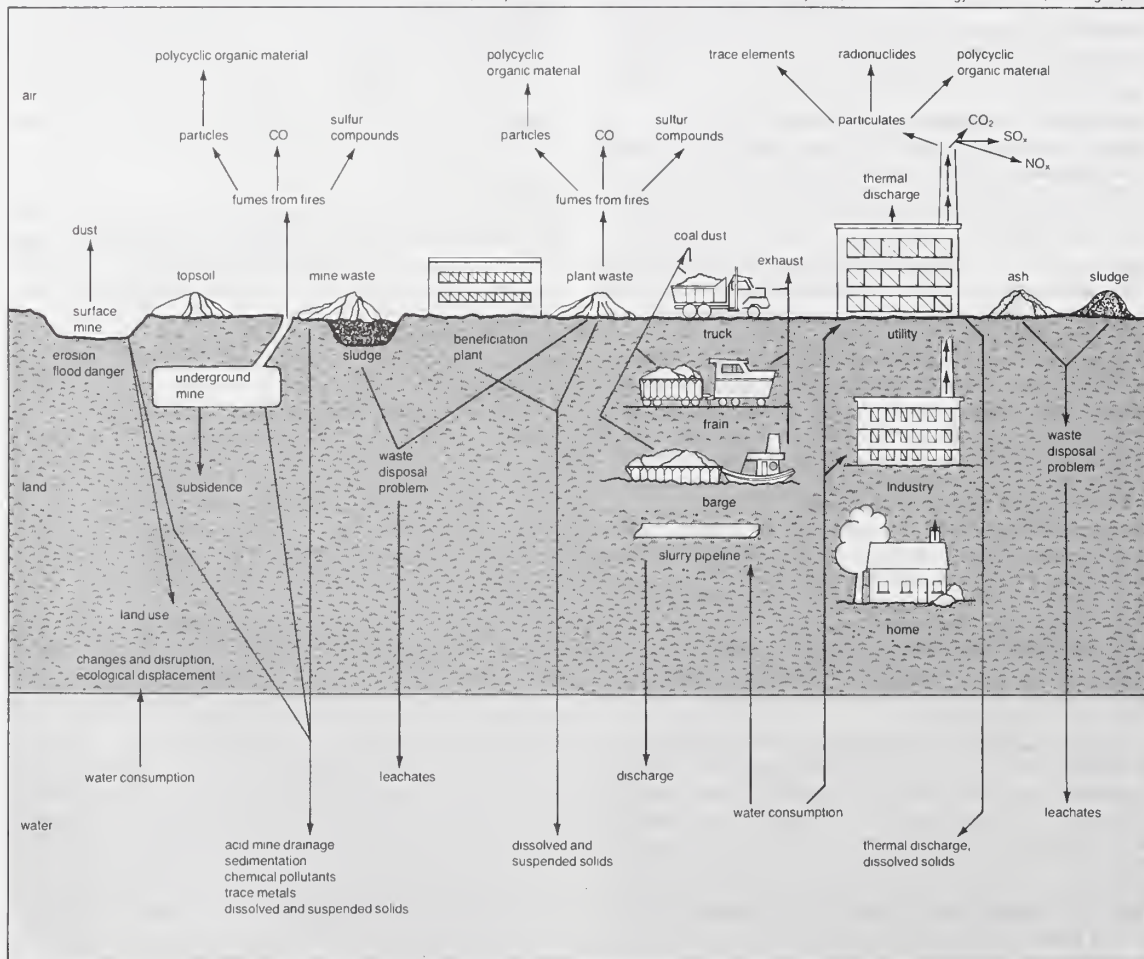 polycyclic organic material
polycyclic
organic material
trace elements
radionuclides
polycyclic
organic material
air
particles
CO
sulfur
compounds
particles
CO
sulfur
compounds
particulates
CO₂
SOₓ
NOₓ
fumes from fires
fumes from fires
thermal
discharge
dust
coal dust
exhaust
topsoil
mine waste
plant waste
ash
sludge
surface
mine
erosion
flood danger
underground
mine
sludge
beneficiation
plant
truck
utility
train
waste
disposal
problem
waste
disposal
problem
land
subsidence
barge
Industry
slurry pipeline
land use
home
changes and disruption,
ecological displacement
water consumption
leachates
discharge
water consumption
leachates
water
acid mine drainage
sedimentation
chemical pollutants
trace metals
dissolved and suspended solids
dissolved and
suspended solids
thermal discharge,
dissolved solids